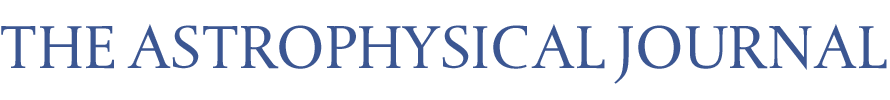 THE ASTROPHYSICAL JOURNAL